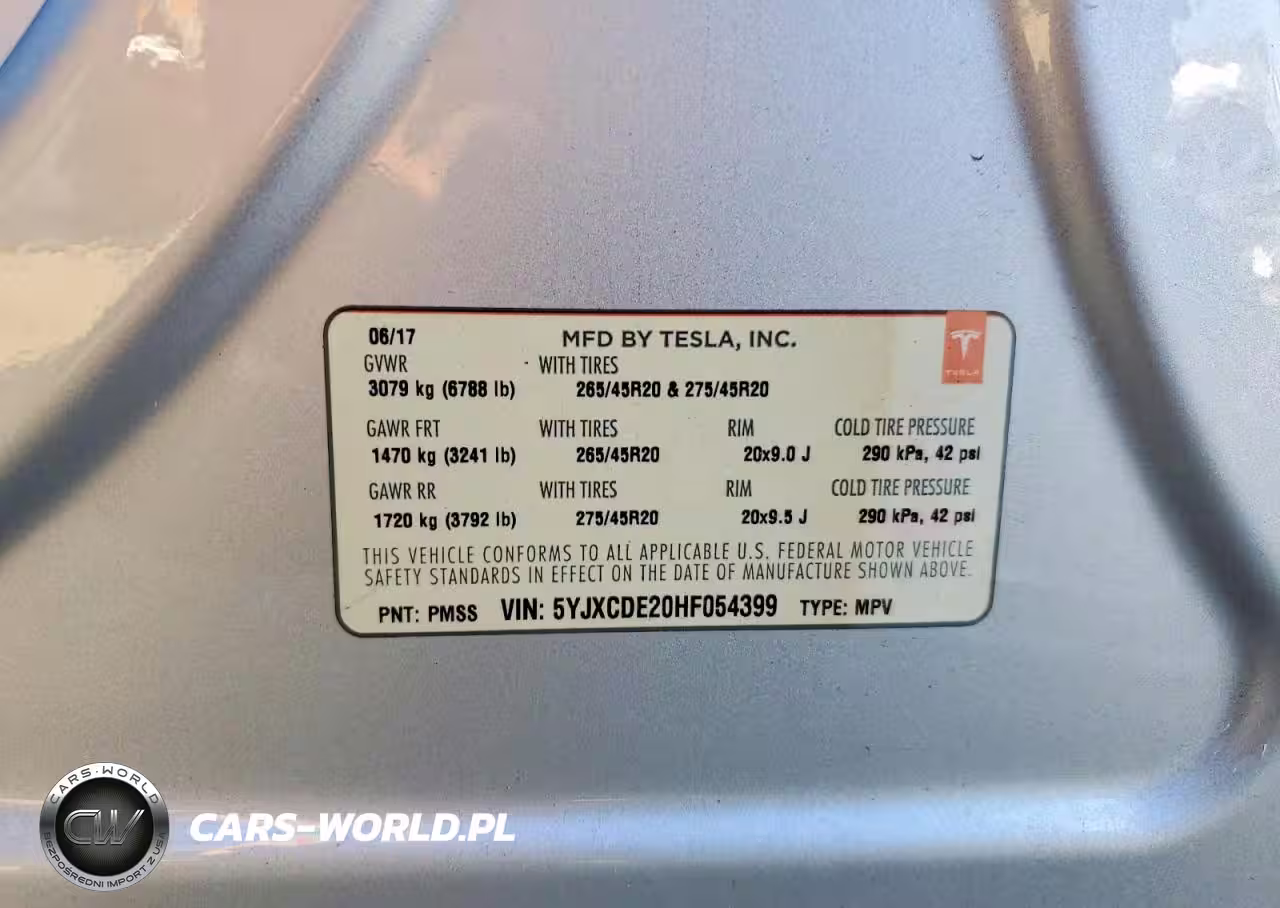 06/17 MFD BY TESLA, INC.
GVWR WITH TIRES
3079 kg (6788 lb) 265/45R20 & 275/45R20
TESLA
GAWR FRT WITH TIRES RIM COLD TIRE PRESSURE
1470 kg (3241 lb) 265/45R20 20x9.0 J 290 kPa, 42 psi
GAWR RR WITH TIRES RIM COLD TIRE PRESSURE
1720 kg (3792 lb) 275/45R20 20x9.5 J 290 kPa, 42 psi
THIS VEHICLE CONFORMS TO ALL APPLICABLE U.S. FEDERAL MOTOR VEHICLE
SAFETY STANDARDS IN EFFECT ON THE DATE OF MANUFACTURE SHOWN ABOVE.
PNT: PMSS VIN: 5YJXCDE20HF054399 TYPE: MPV
CARS-WORLD
CW
BEZPOŚREDNI IMPORT Z USA
CARS-WORLD.PL